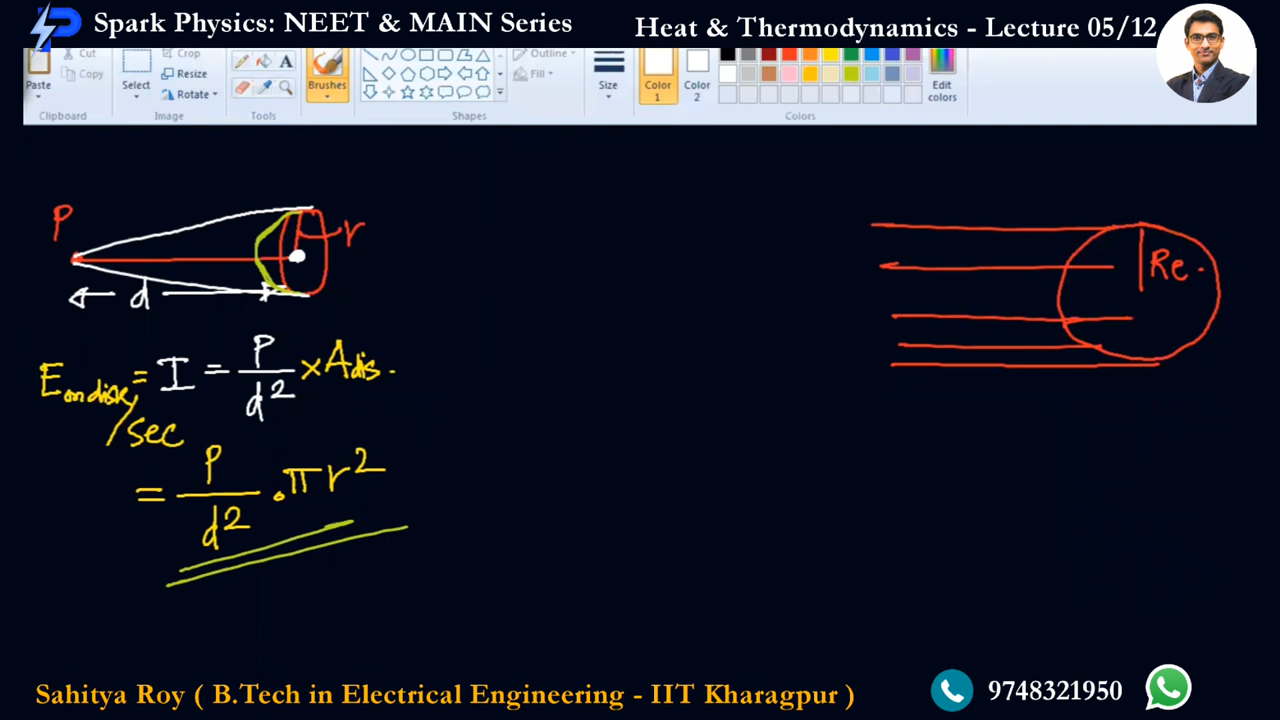 Spark Physics: NEET & MAIN Series
Heat & Thermodynamics - Lecture 05/12
Cut
Crop
Outline
Copy
Resize
Fill
Paste
Select
Rotate
Brushes
Size
Color 1
Color 2
Edit colors
Clipboard
Image
Tools
Shapes
Colors
P
r
d
Re.
E on disk/sec = I = P/d² × Adis.
= P/d² . πr²
Sahitya Roy ( B.Tech in Electrical Engineering - IIT Kharagpur )
9748321950